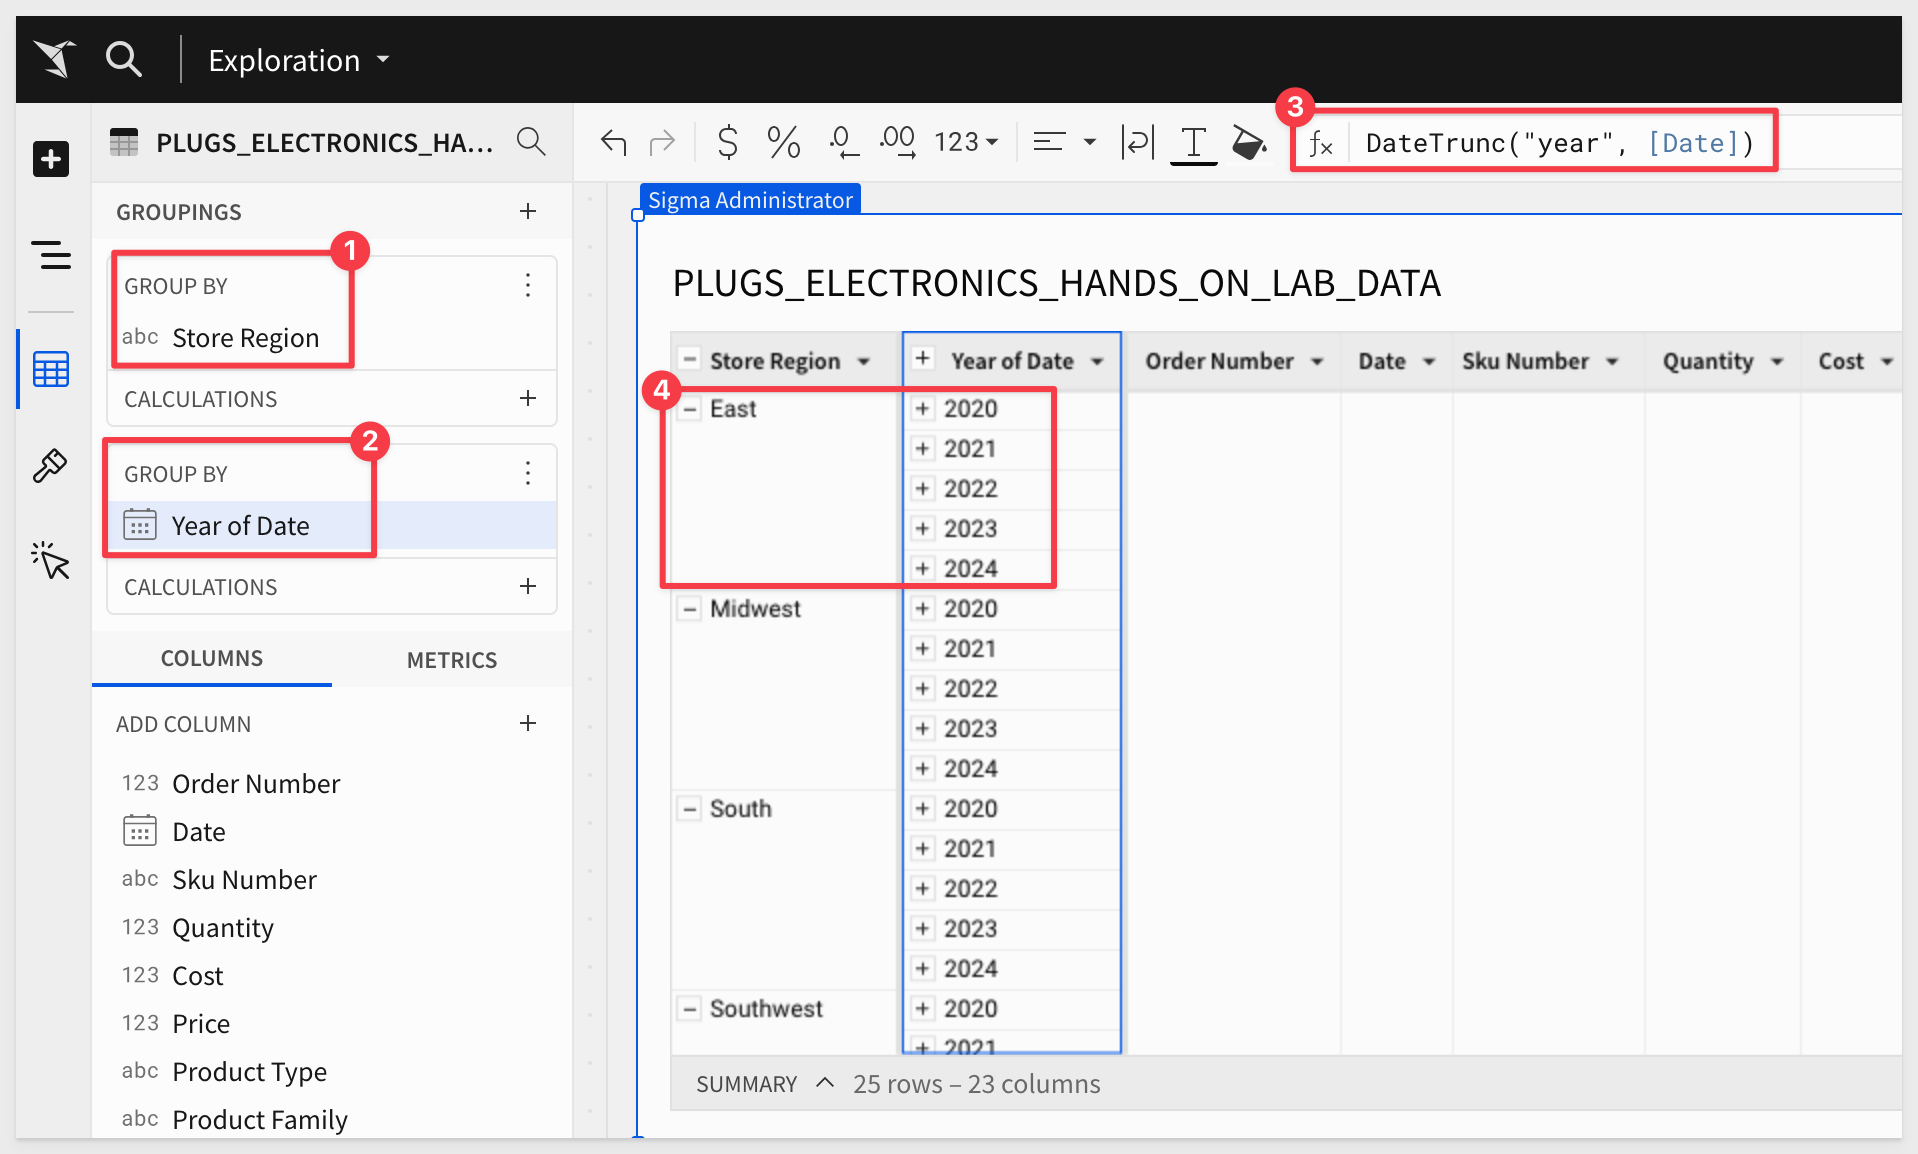 Exploration
PLUGS_ELECTRONICS_HA...
$ % .0 .00 123
3
fx DateTrunc("year", [Date])
GROUPINGS
1
GROUP BY
abc Store Region
CALCULATIONS
2
GROUP BY
Year of Date
CALCULATIONS
COLUMNS METRICS
ADD COLUMN
123 Order Number
Date
abc Sku Number
123 Quantity
123 Cost
123 Price
abc Product Type
abc Product Family
Sigma Administrator
PLUGS_ELECTRONICS_HANDS_ON_LAB_DATA
Store Region Year of Date Order Number Date Sku Number Quantity Cost
4
East 2020
2021
2022
2023
2024
Midwest 2020
2021
2022
2023
2024
South 2020
2021
2022
2023
2024
Southwest 2020
2021
SUMMARY 25 rows – 23 columns